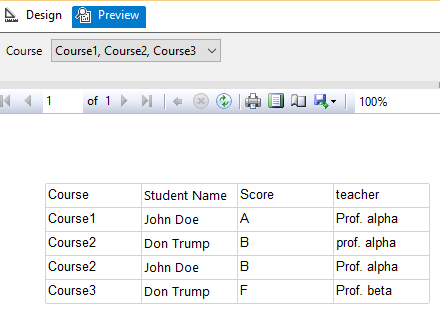 Design Preview
Course Course1, Course2, Course3
1 of 1 100%
Course Student Name Score teacher
Course1 John Doe A Prof. alpha
Course2 Don Trump B prof. alpha
Course2 John Doe B Prof. alpha
Course3 Don Trump F Prof. beta